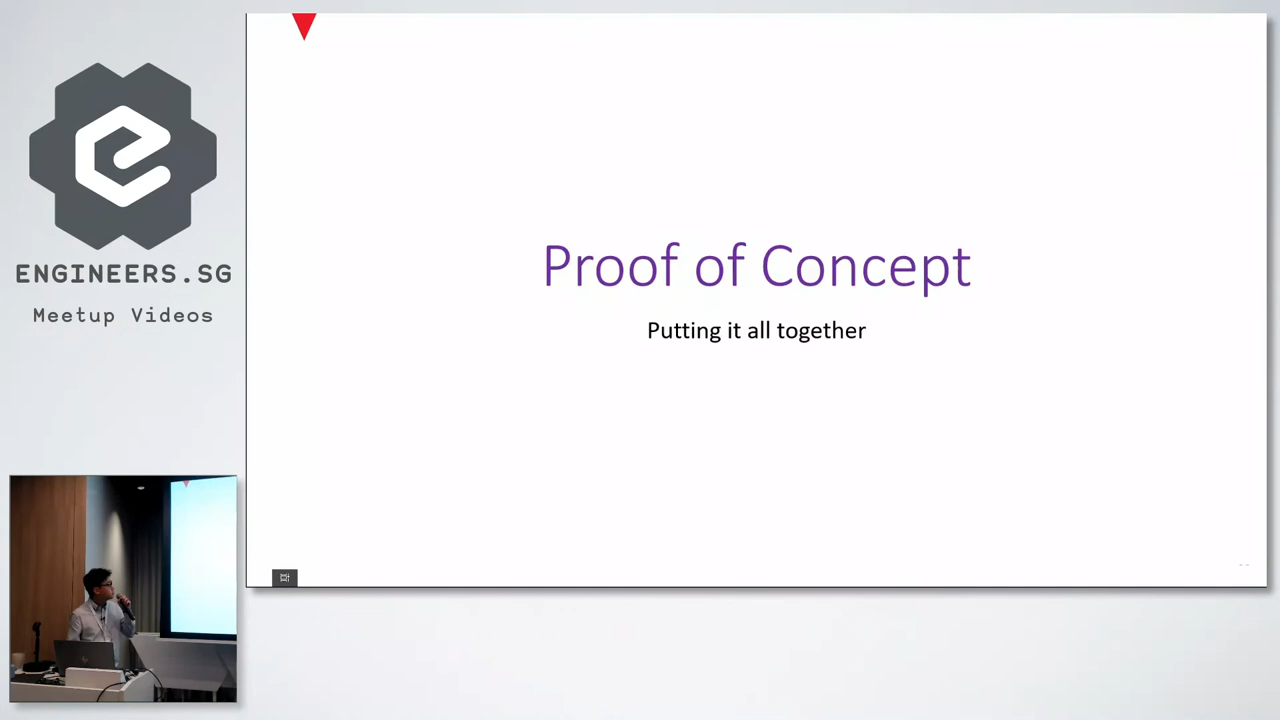 ENGINEERS.SG
Meetup Videos
Proof of Concept
Putting it all together